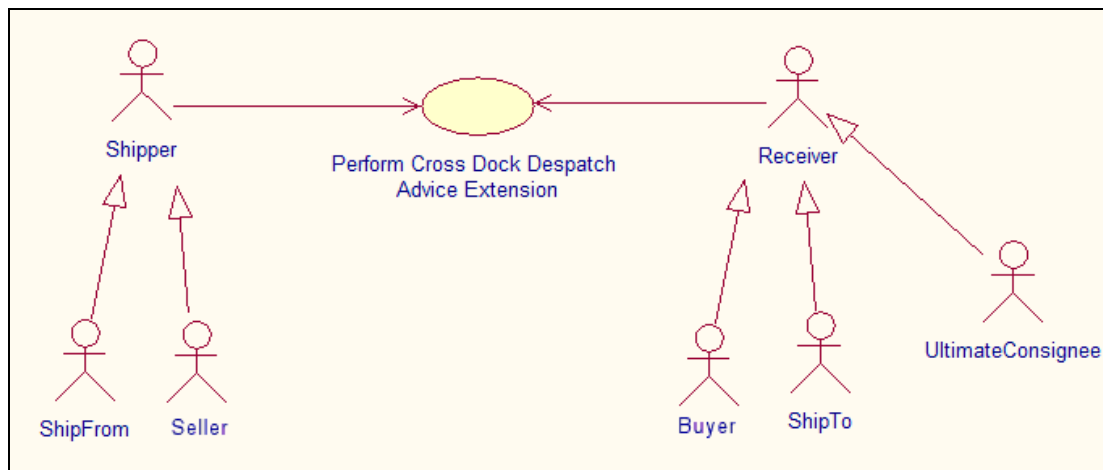 Shipper
Perform Cross Dock Despatch
Advice Extension
Receiver
UltimateConsignee
ShipFrom
Seller
Buyer
ShipTo